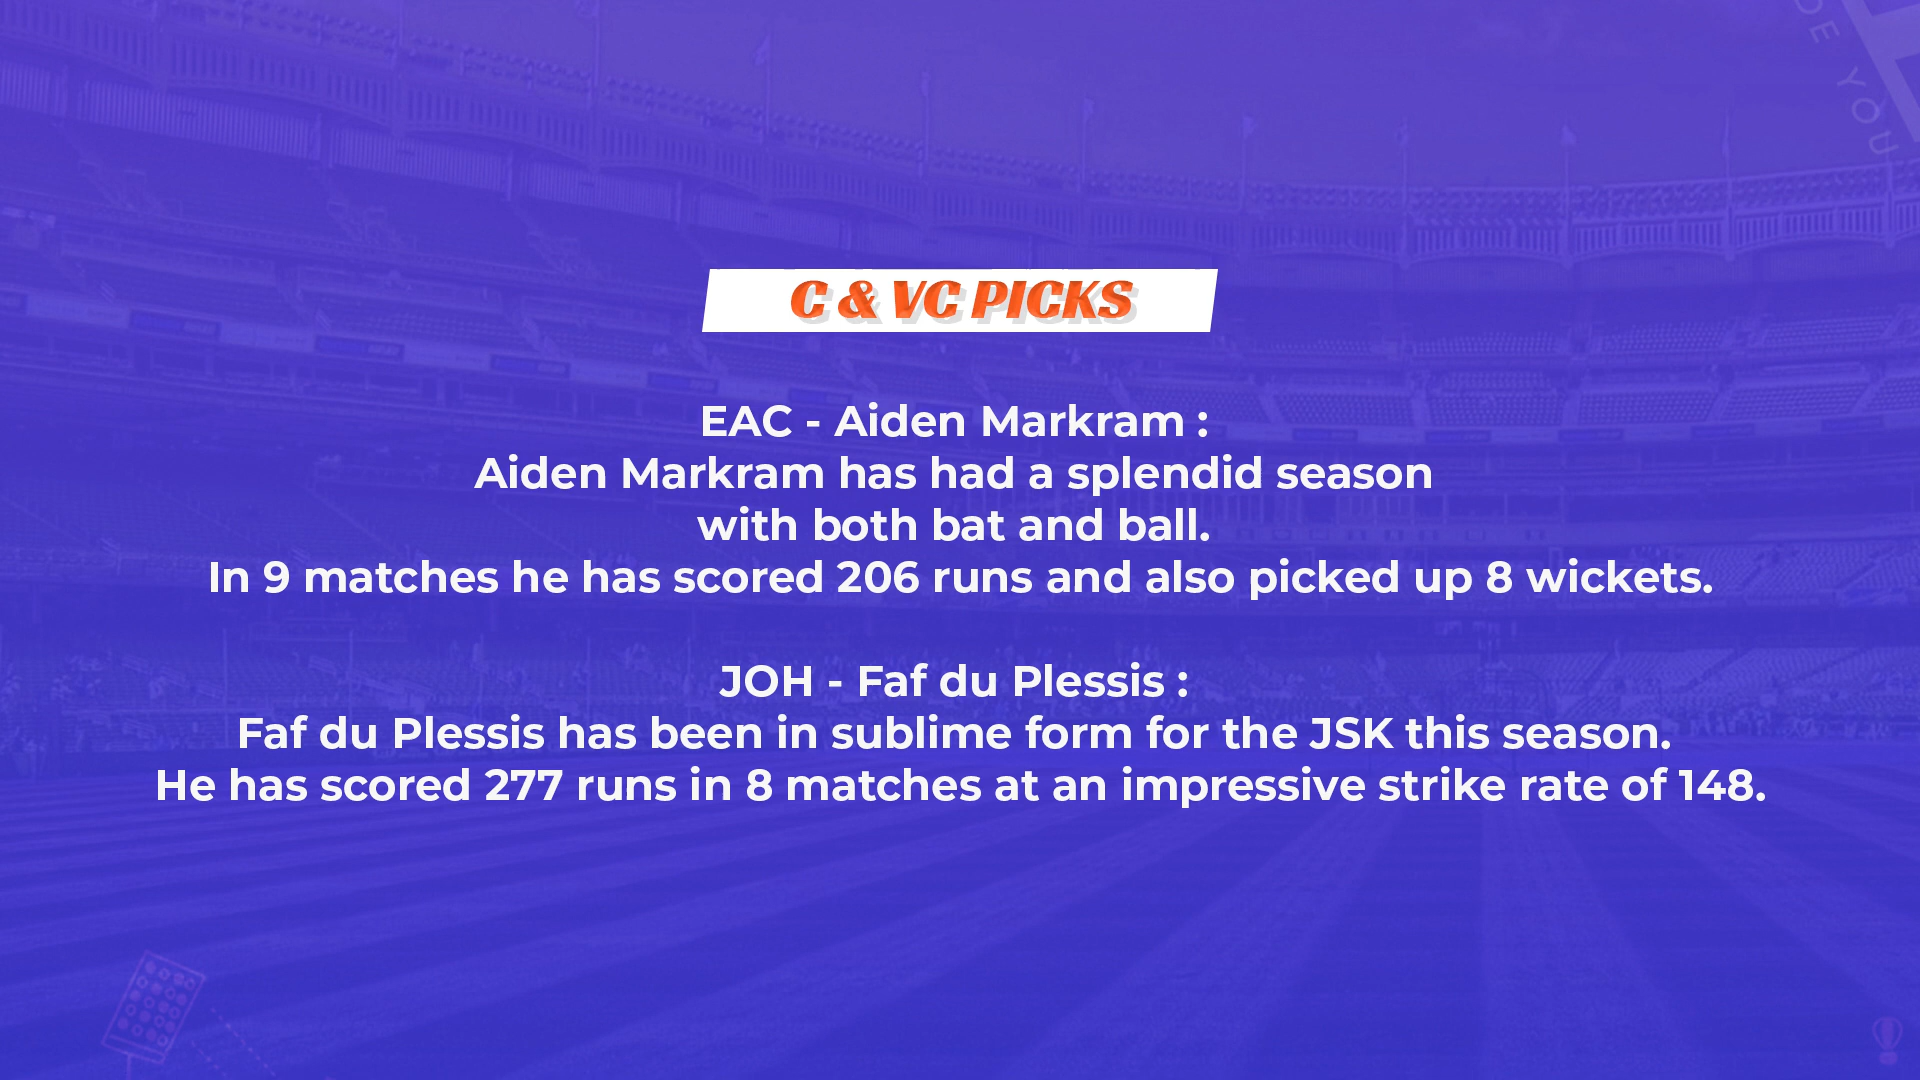 DE YOU
C & VC PICKS
EAC - Aiden Markram :
Aiden Markram has had a splendid season
with both bat and ball.
In 9 matches he has scored 206 runs and also picked up 8 wickets.
JOH - Faf du Plessis :
Faf du Plessis has been in sublime form for the JSK this season.
He has scored 277 runs in 8 matches at an impressive strike rate of 148.